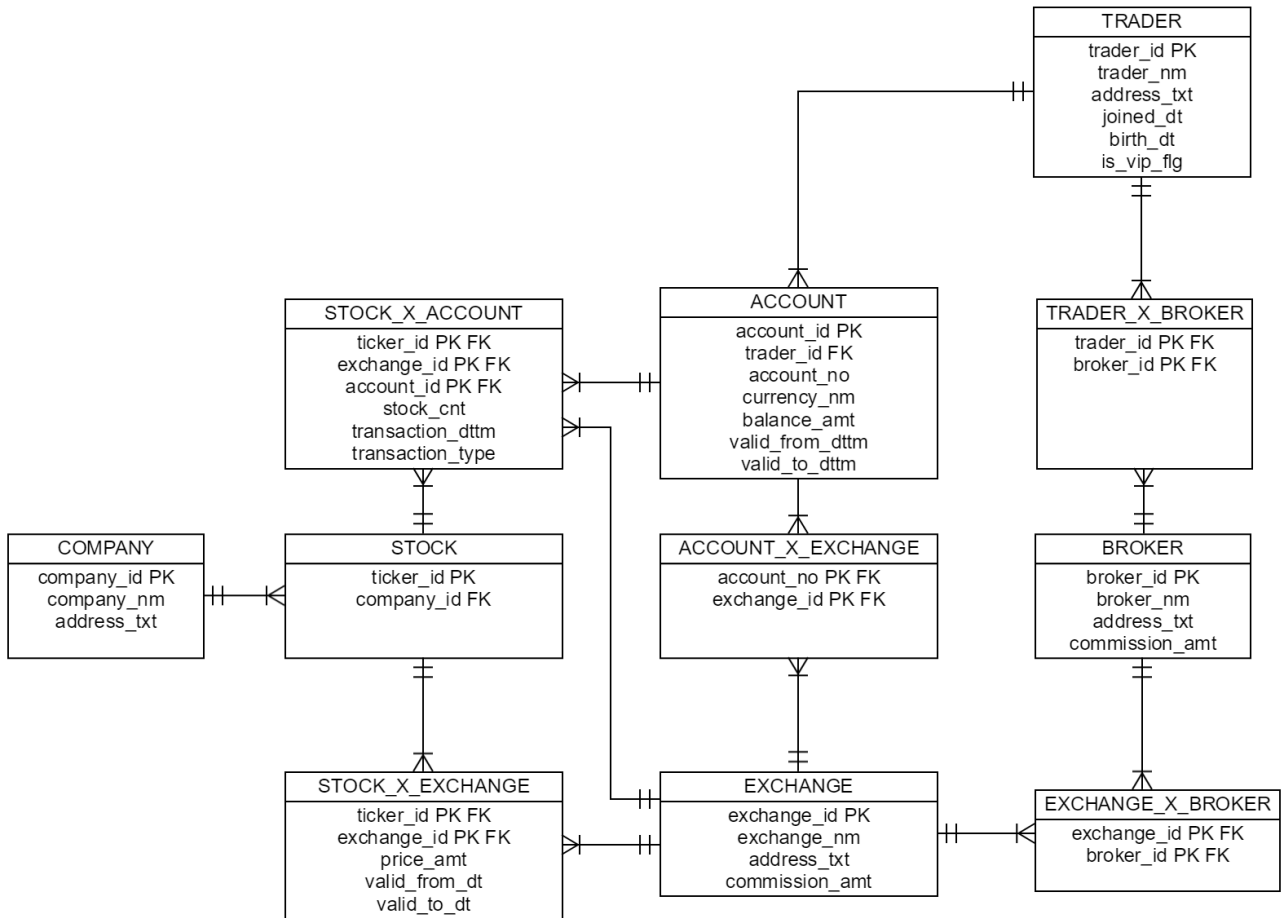 TRADER
trader_id PK
trader_nm
address_txt
joined_dt
birth_dt
is_vip_flg
STOCK_X_ACCOUNT
ticker_id PK FK
exchange_id PK FK
account_id PK FK
stock_cnt
transaction_dttm
transaction_type
ACCOUNT
account_id PK
trader_id FK
account_no
currency_nm
balance_amt
valid_from_dttm
valid_to_dttm
TRADER_X_BROKER
trader_id PK FK
broker_id PK FK
COMPANY
company_id PK
company_nm
address_txt
STOCK
ticker_id PK
company_id FK
ACCOUNT_X_EXCHANGE
account_no PK FK
exchange_id PK FK
BROKER
broker_id PK
broker_nm
address_txt
commission_amt
STOCK_X_EXCHANGE
ticker_id PK FK
exchange_id PK FK
price_amt
valid_from_dt
valid_to_dt
EXCHANGE
exchange_id PK
exchange_nm
address_txt
commission_amt
EXCHANGE_X_BROKER
exchange_id PK FK
broker_id PK FK